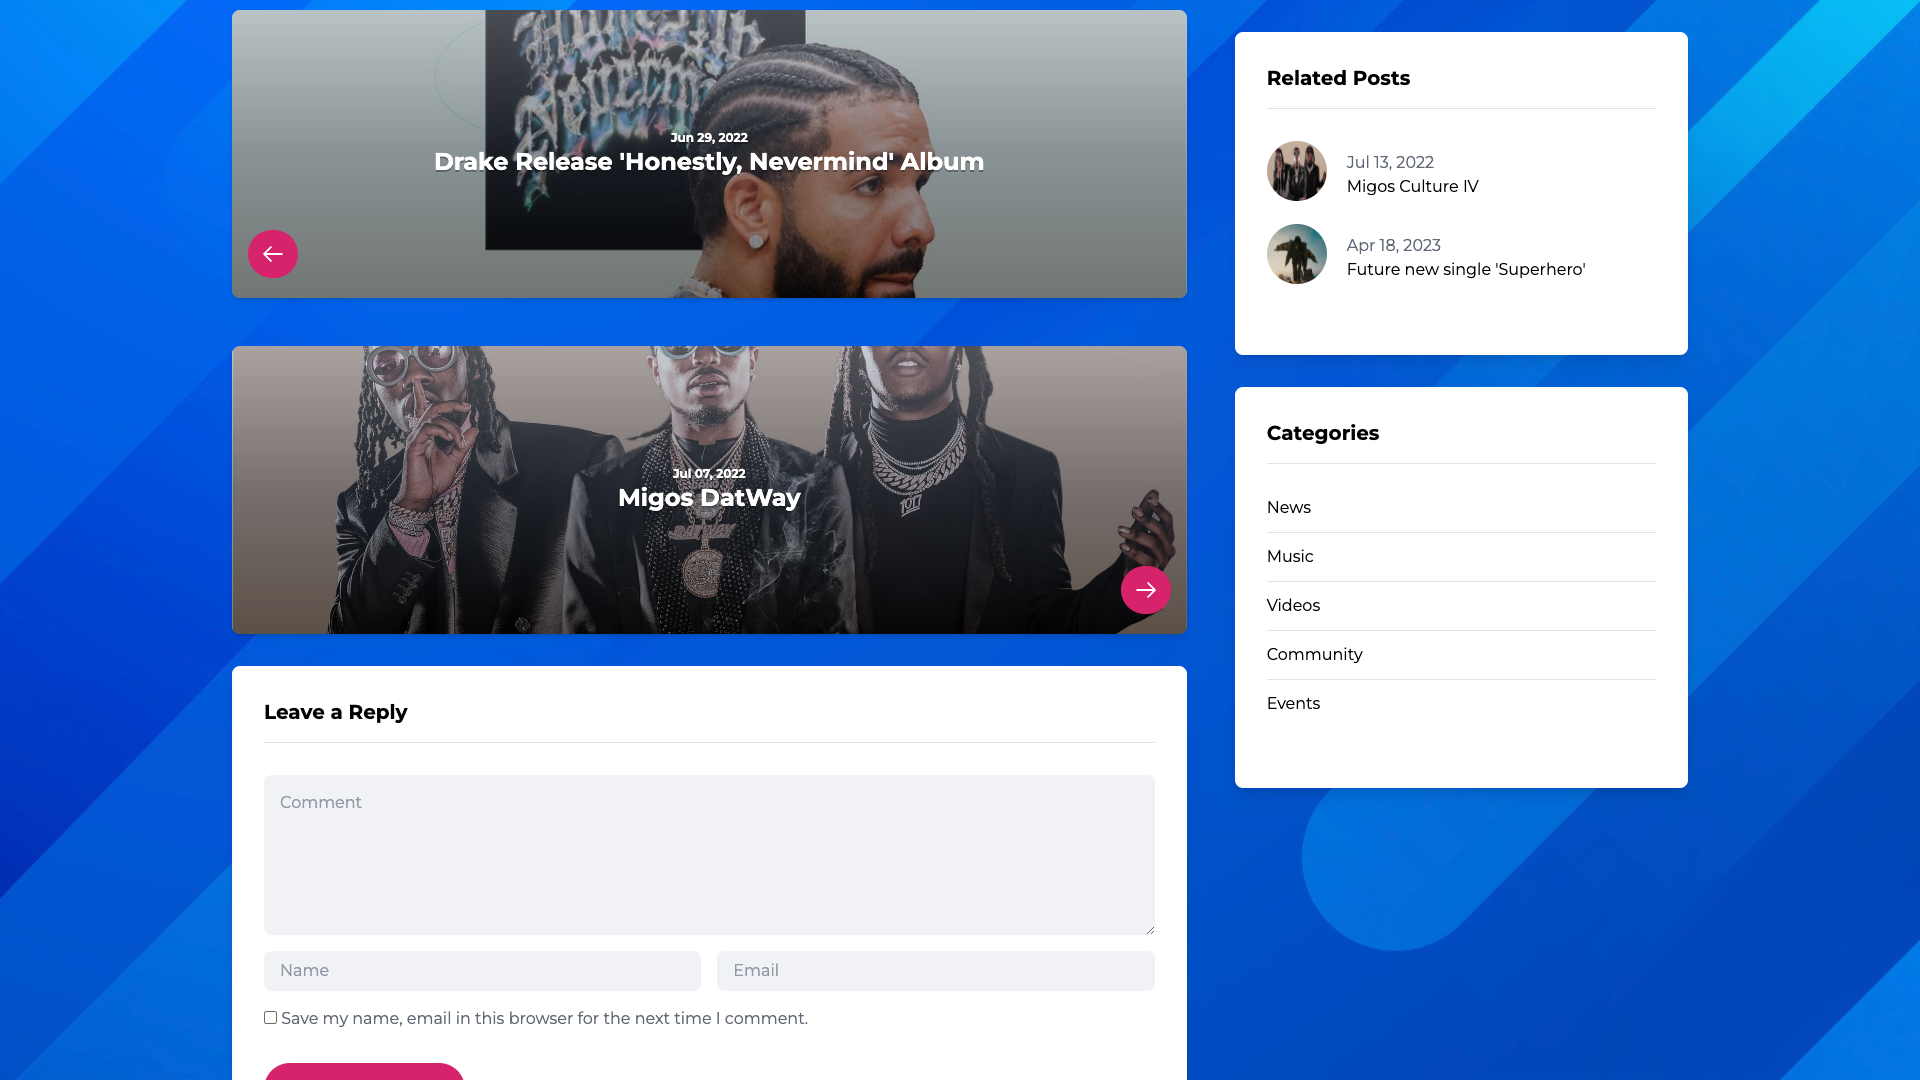 Honestly
Nevermind
Jun 29, 2022
Drake Release 'Honestly, Nevermind' Album
Jul 07, 2022
Migos DatWay
Leave a Reply
Comment
Name
Email
Save my name, email in this browser for the next time I comment.
Related Posts
Jul 13, 2022
Migos Culture IV
Apr 18, 2023
Future new single 'Superhero'
Categories
News
Music
Videos
Community
Events